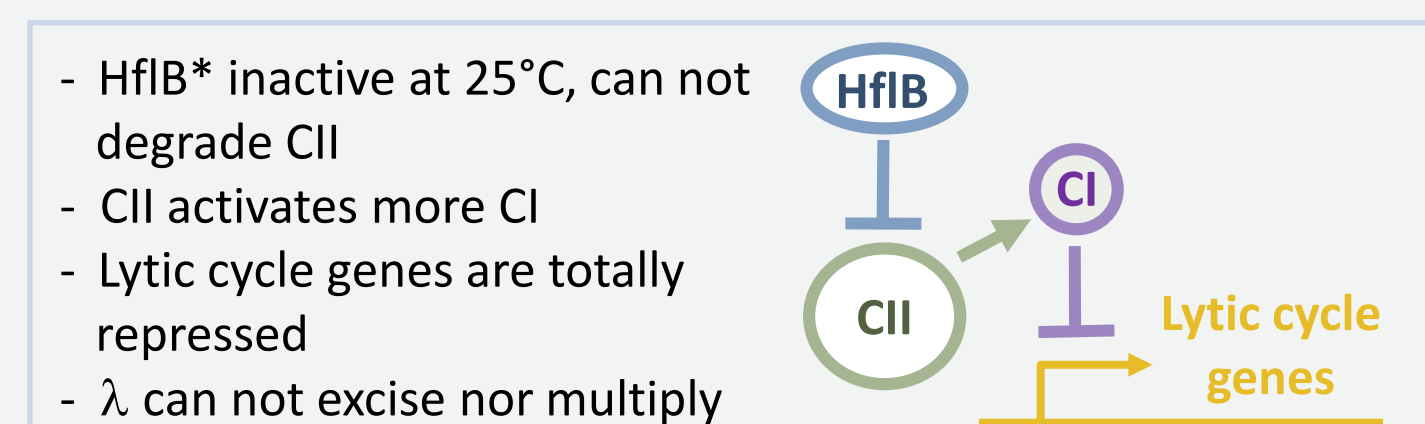 - HflB* inactive at 25°C, can not
degrade CII
- CII activates more CI
- Lytic cycle genes are totally
repressed
- λ can not excise nor multiply
HflB
CI
CII
Lytic cycle
genes